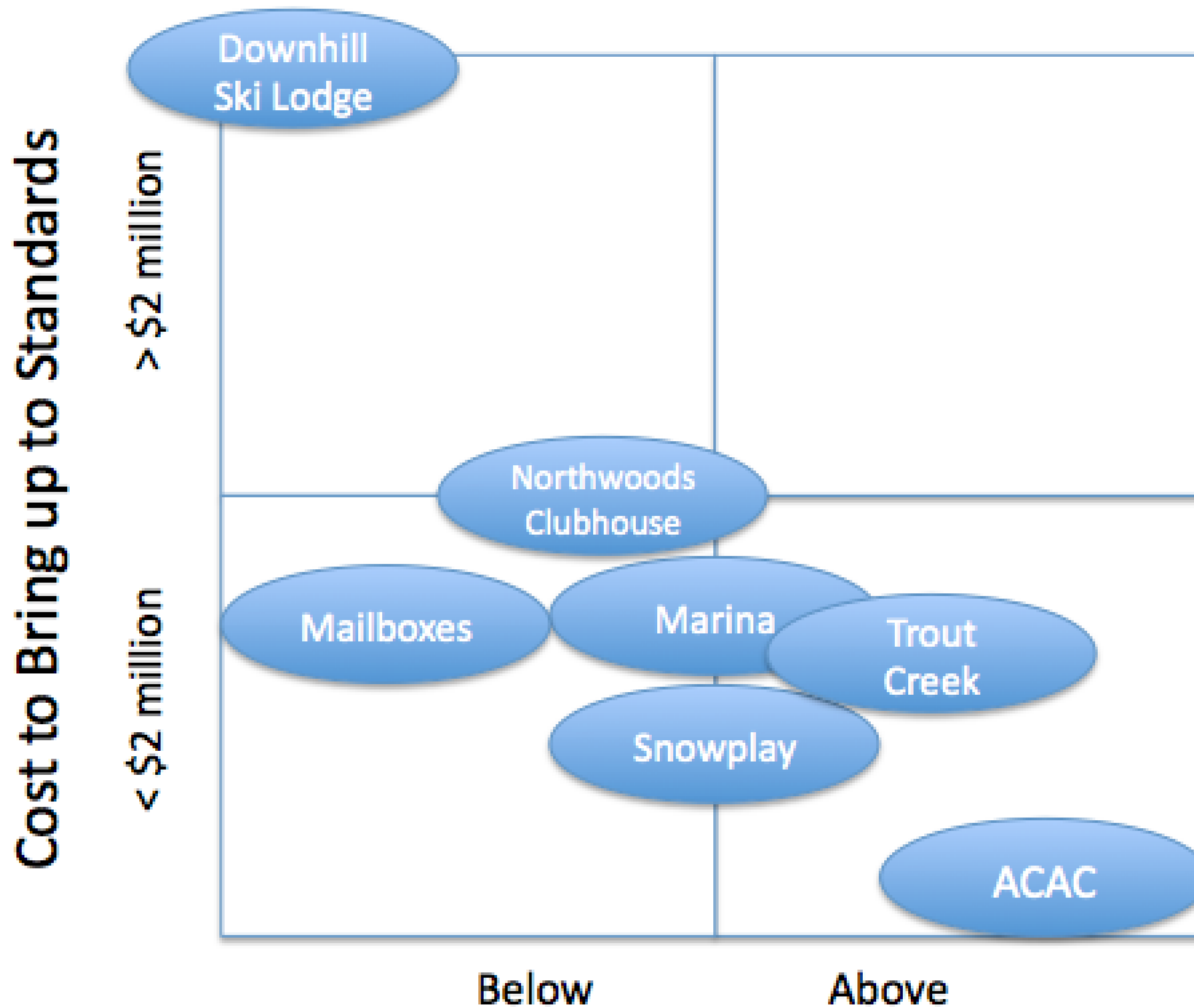 Downhill
Ski Lodge
Cost to Bring up to Standards
> $2 million
Northwoods
Clubhouse
Mailboxes
Marina
Trout
Creek
< $2 million
Snowplay
ACAC
Below
Above